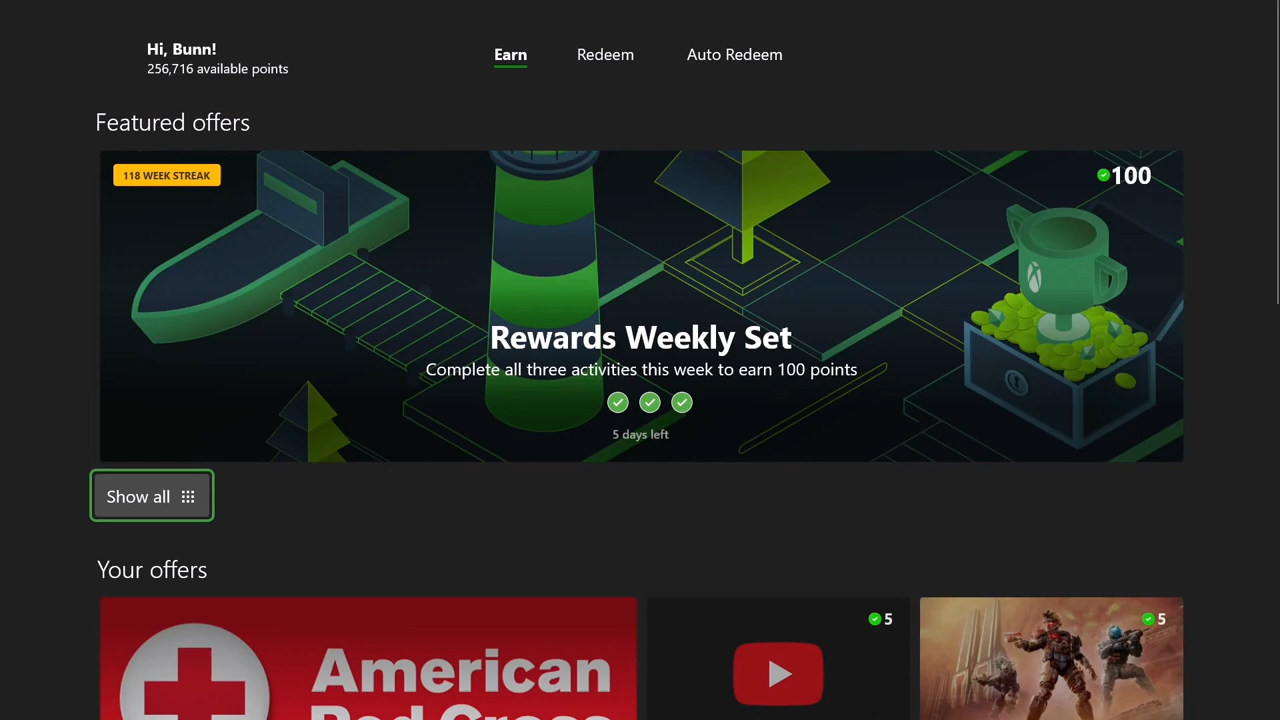 Hi, Bunn!
256,716 available points
Earn
Redeem
Auto Redeem
Featured offers
118 WEEK STREAK
100
Rewards Weekly Set
Complete all three activities this week to earn 100 points
5 days left
Show all
Your offers
5
5
American
Red Cross